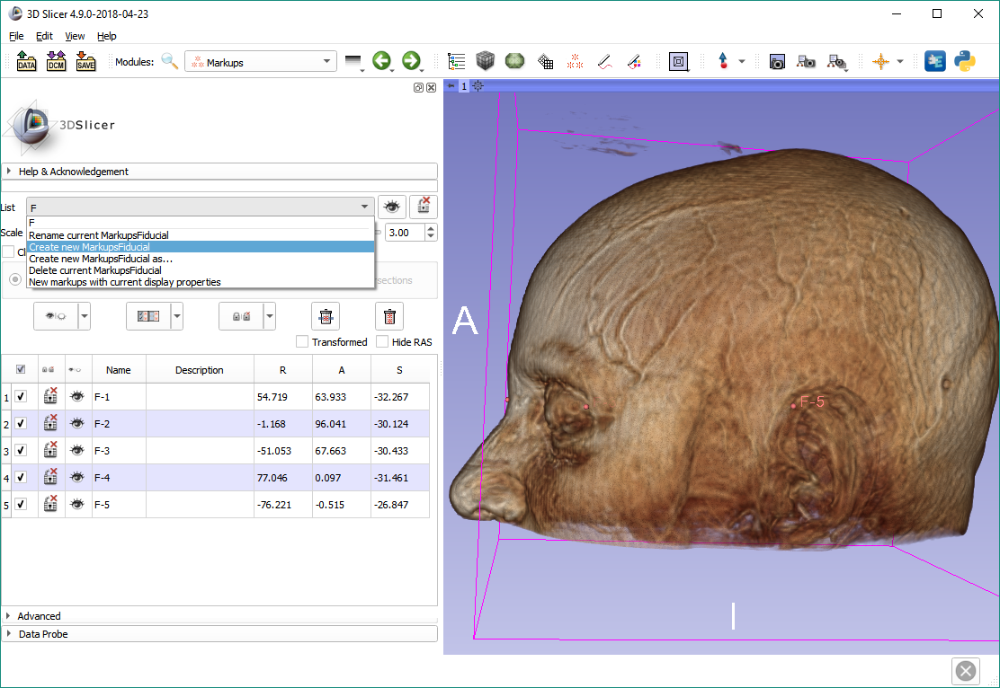 3D Slicer 4.9.0-2018-04-23
File Edit View Help
DATA DCM SAVE Modules: Markups
1
3DSlicer
Help & Acknowledgement
List F
F
Rename current MarkupsFiducial
Create new MarkupsFiducial
Create new MarkupsFiducial as...
Delete current MarkupsFiducial
New markups with current display properties
Scale 3.00
Cl
sections
Transformed Hide RAS
Name Description R A S
1 F-1 54.719 63.933 -32.267
2 F-2 -1.168 96.041 -30.124
3 F-3 -51.053 67.663 -30.433
4 F-4 77.046 0.097 -31.461
5 F-5 -76.221 -0.515 -26.847
Advanced
Data Probe
A
F-5
I